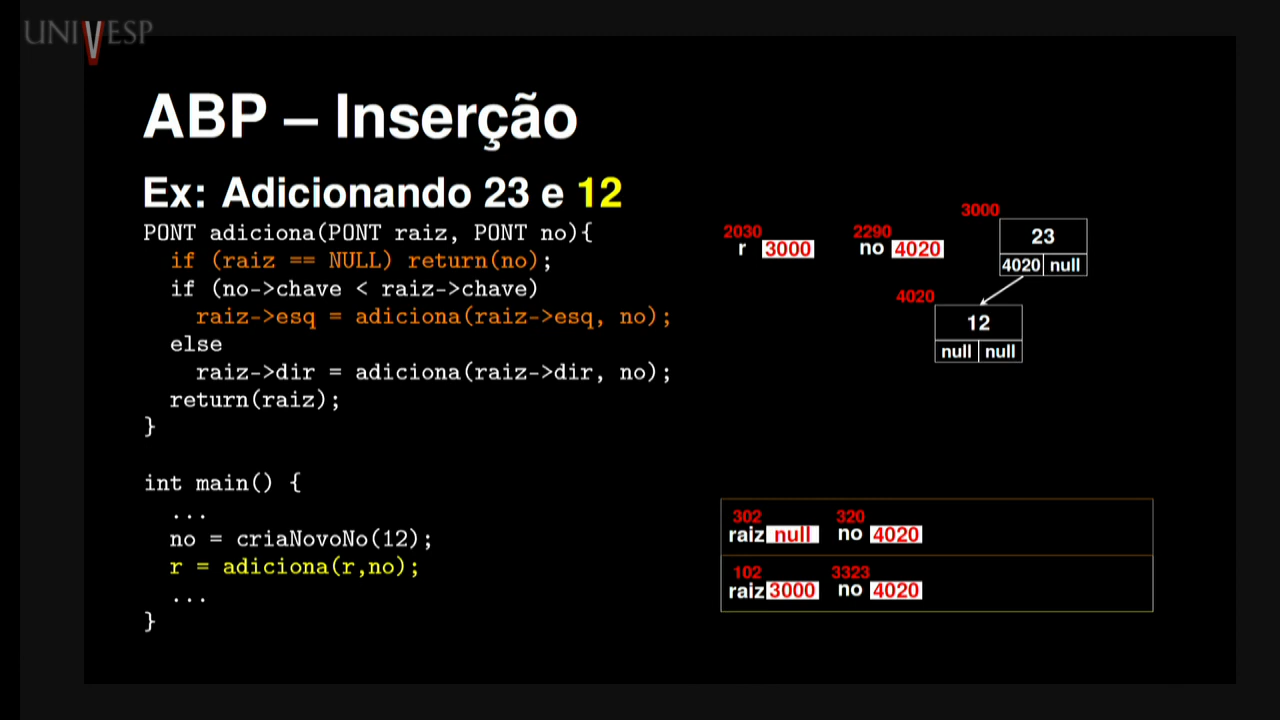 UNIVESP
ABP – Inserção
Ex: Adicionando 23 e 12
PONT adiciona(PONT raiz, PONT no){
if (raiz == NULL) return(no);
if (no->chave < raiz->chave)
raiz->esq = adiciona(raiz->esq, no);
else
raiz->dir = adiciona(raiz->dir, no);
return(raiz);
}
int main() {
...
no = criaNovoNo(12);
r = adiciona(r,no);
...
}
2030 2290 3000
r 3000 no 4020 23
4020 null
4020
12
null null
302 320
raiz null no 4020
102 3323
raiz 3000 no 4020